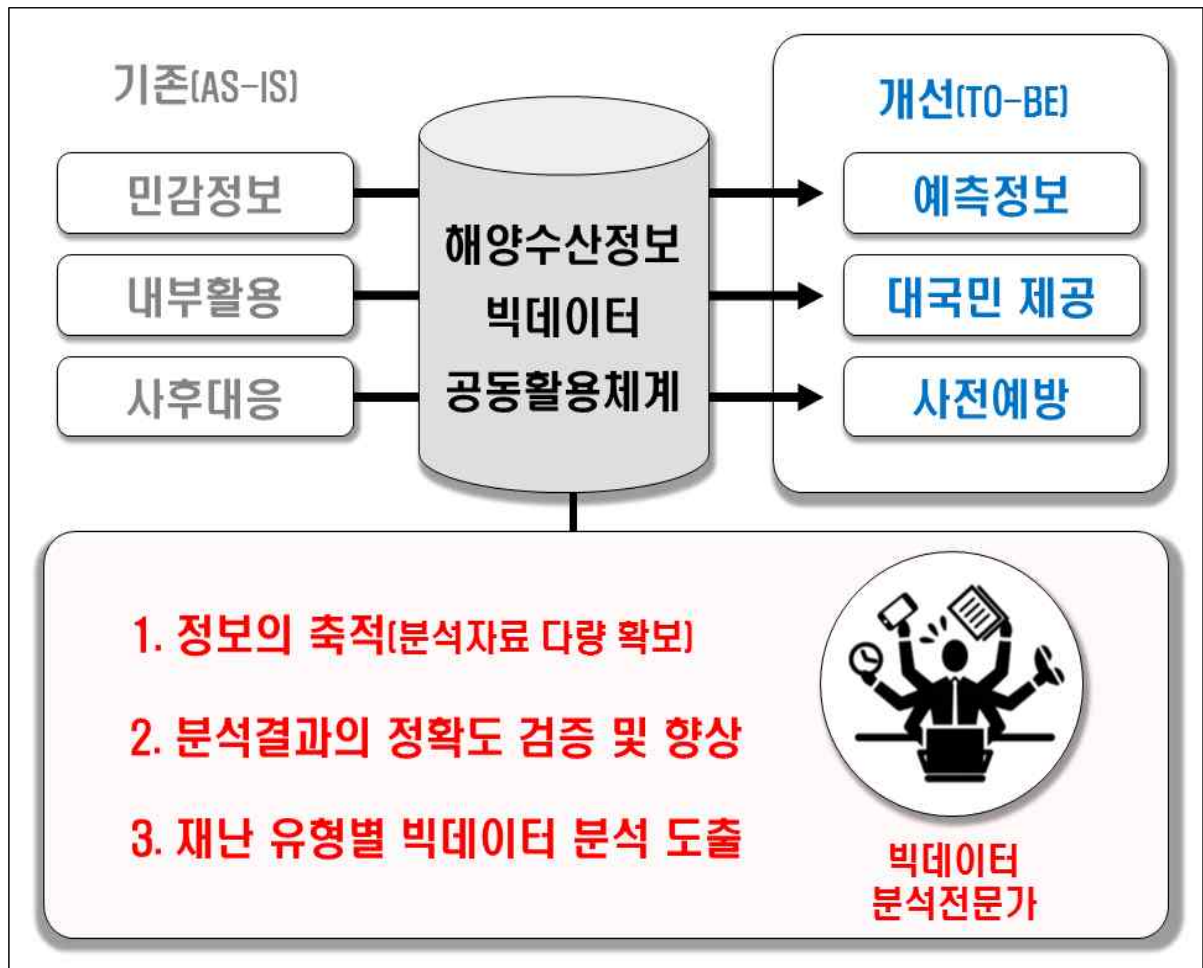 기존(AS-IS)
민감정보
내부활용
사후대응
해양수산정보
빅데이터
공동활용체계
개선(TO-BE)
예측정보
대국민 제공
사전예방
1. 정보의 축적(분석자료 다량 확보)
2. 분석결과의 정확도 검증 및 향상
3. 재난 유형별 빅데이터 분석 도출
빅데이터
분석전문가